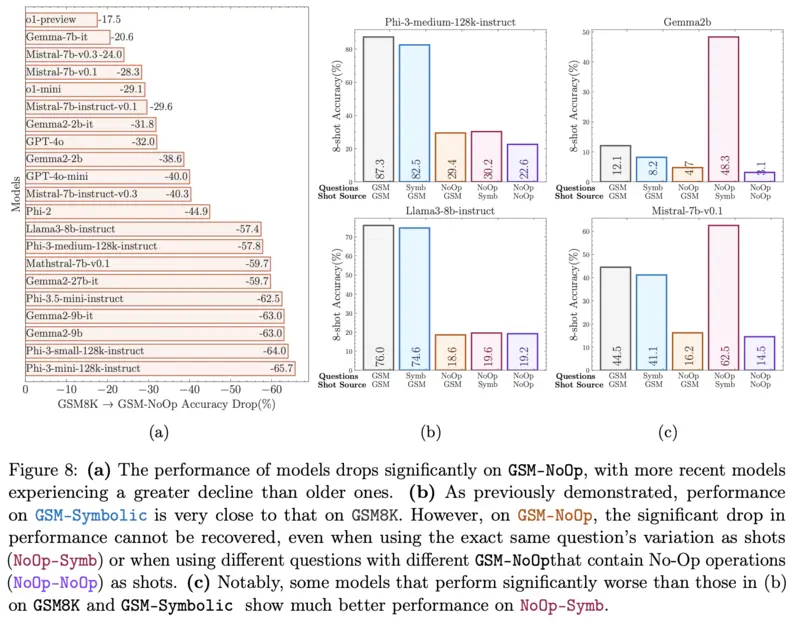 o1-preview -17.5
Gemma-7b-it -20.6
Mistral-7b-v0.3 -24.0
Mistral-7b-v0.1 -28.3
o1-mini -29.1
Mistral-7b-instruct-v0.1 -29.6
Gemma2-2b-it -31.8
GPT-4o -32.0
Gemma2-2b -38.6
GPT-4o-mini -40.0
Mistral-7b-instruct-v0.3 -40.3
Phi-2 -44.9
Llama3-8b-instruct -57.4
Phi-3-medium-128k-instruct -57.8
Mathstral-7b-v0.1 -59.7
Gemma2-27b-it -59.7
Phi-3.5-mini-instruct -62.5
Gemma2-9b-it -63.0
Gemma2-9b -63.0
Phi-3-small-128k-instruct -64.0
Phi-3-mini-128k-instruct -65.7
Models
0 −10 −20 −30 −40 −50 −60
GSM8K → GSM-NoOp Accuracy Drop(%)
(a)
Phi-3-medium-128k-instruct
8-shot Accuracy(%)
80
60
40
20
0
87.3 82.5 29.4 30.2 22.6
Questions GSM Symb NoOp NoOp NoOp
Shot Source GSM GSM GSM Symb NoOp
Llama3-8b-instruct
8-shot Accuracy(%)
70
60
50
40
30
20
10
0
76.0 74.6 18.6 19.6 19.2
Questions GSM Symb NoOp NoOp NoOp
Shot Source GSM GSM GSM Symb NoOp
(b)
Gemma2b
8-shot Accuracy(%)
50
40
30
20
10
0
12.1 8.2 4.7 48.3 3.1
Questions GSM Symb NoOp NoOp NoOp
Shot Source GSM GSM GSM Symb NoOp
Mistral-7b-v0.1
8-shot Accuracy(%)
60
50
40
30
20
10
0
44.5 41.1 16.2 62.5 14.5
Questions GSM Symb NoOp NoOp NoOp
Shot Source GSM GSM GSM Symb NoOp
(c)
Figure 8: (a) The performance of models drops significantly on GSM-NoOp, with more recent models
experiencing a greater decline than older ones. (b) As previously demonstrated, performance
on GSM-Symbolic is very close to that on GSM8K. However, on GSM-NoOp, the significant drop in
performance cannot be recovered, even when using the exact same question's variation as shots
(NoOp-Symb) or when using different questions with different GSM-NoOpthat contain No-Op operations
(NoOp-NoOp) as shots. (c) Notably, some models that perform significantly worse than those in (b)
on GSM8K and GSM-Symbolic show much better performance on NoOp-Symb.